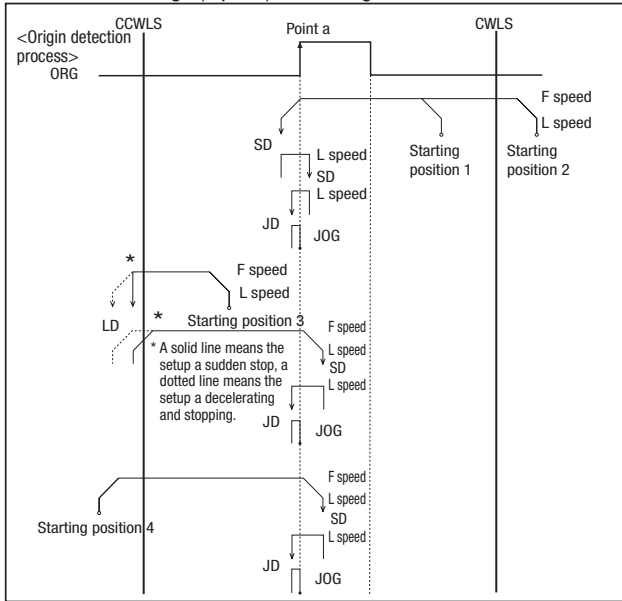 CCWLS
Point a
CWLS
<Origin detection
process>
ORG
F speed
L speed
SD
L speed
Starting
position 1
Starting
position 2
SD
L speed
JD
JOG
*
F speed
L speed
LD
*
Starting position 3
F speed
* A solid line means the
setup a sudden stop, a
dotted line means the
setup a decelerating
and stopping.
L speed
SD
L speed
JD
JOG
F speed
L speed
SD
Starting position 4
L speed
JD
JOG